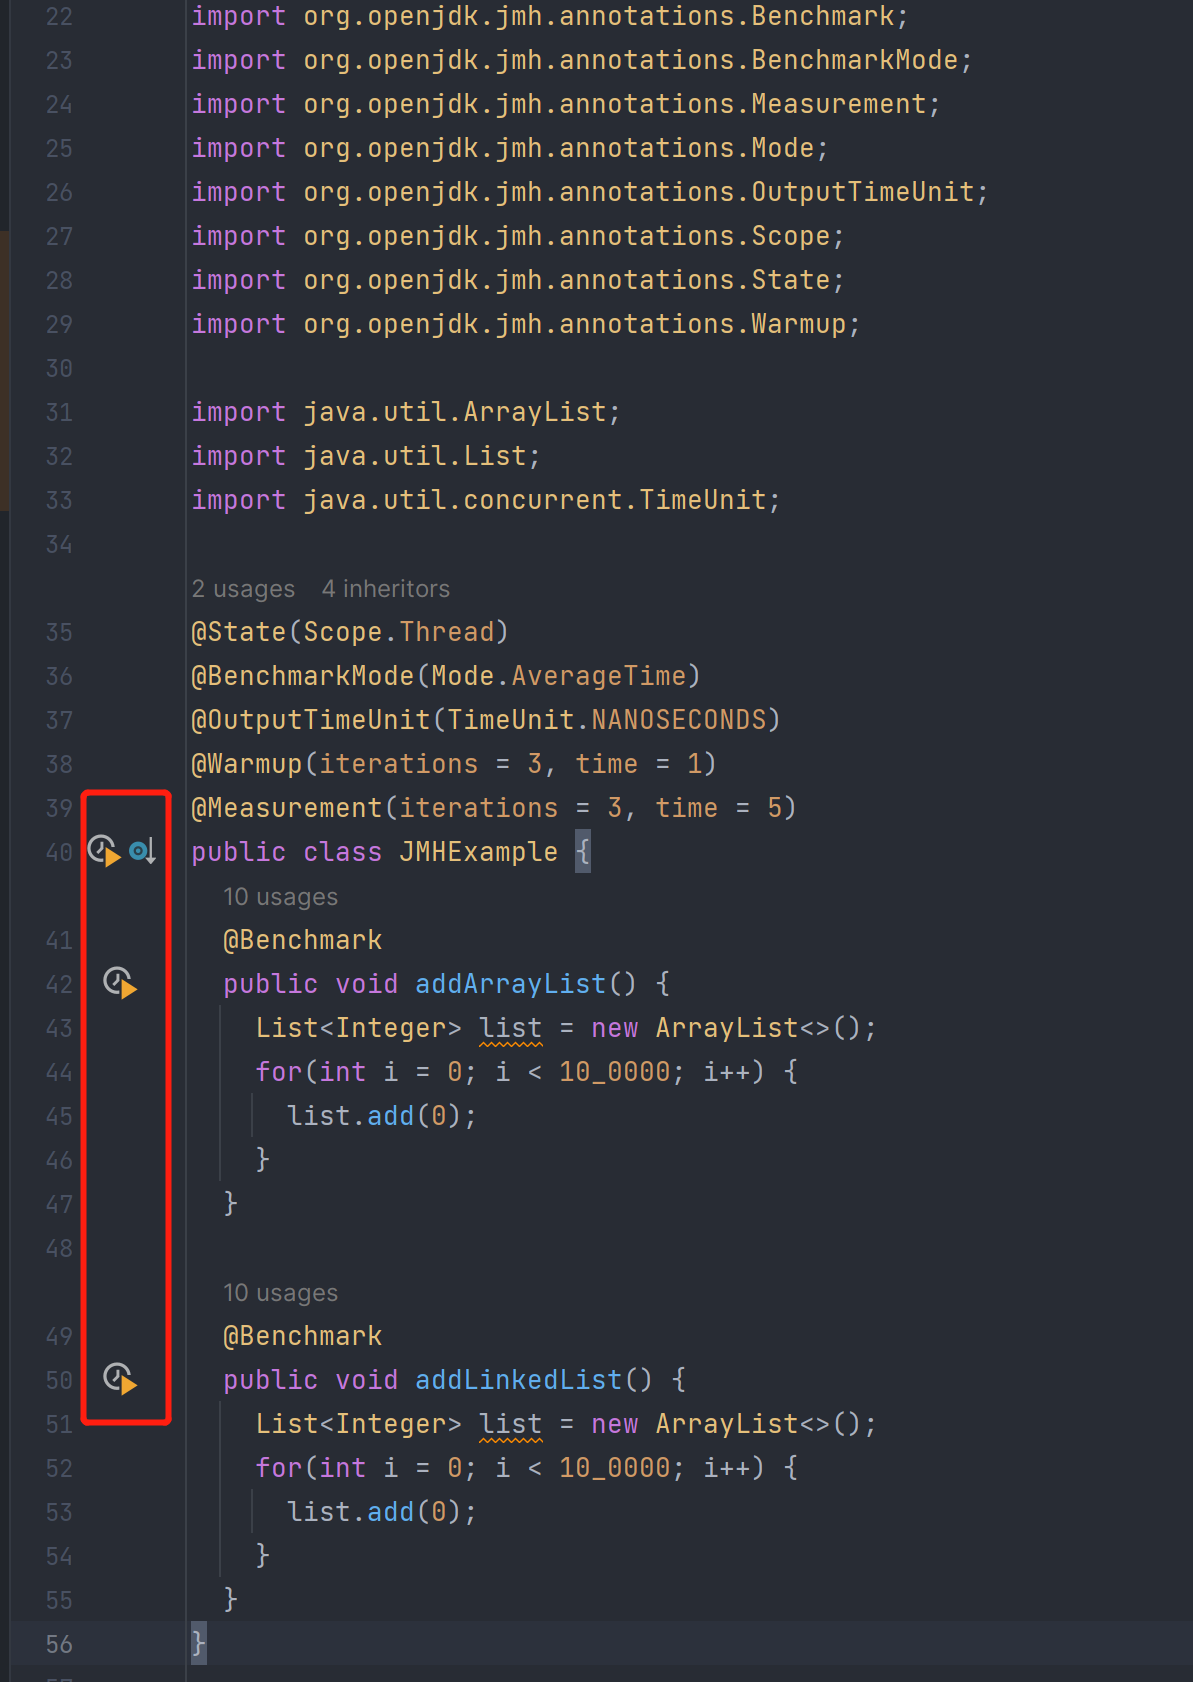 22 import org.openjdk.jmh.annotations.Benchmark;
23 import org.openjdk.jmh.annotations.BenchmarkMode;
24 import org.openjdk.jmh.annotations.Measurement;
25 import org.openjdk.jmh.annotations.Mode;
26 import org.openjdk.jmh.annotations.OutputTimeUnit;
27 import org.openjdk.jmh.annotations.Scope;
28 import org.openjdk.jmh.annotations.State;
29 import org.openjdk.jmh.annotations.Warmup;
30
31 import java.util.ArrayList;
32 import java.util.List;
33 import java.util.concurrent.TimeUnit;
34
2 usages 4 inheritors
35 @State(Scope.Thread)
36 @BenchmarkMode(Mode.AverageTime)
37 @OutputTimeUnit(TimeUnit.NANOSECONDS)
38 @Warmup(iterations = 3, time = 1)
39 @Measurement(iterations = 3, time = 5)
40 public class JMHExample {
10 usages
41 @Benchmark
42 public void addArrayList() {
43 List<Integer> list = new ArrayList<>();
44 for(int i = 0; i < 10_0000; i++) {
45 list.add(0);
46 }
47 }
48
10 usages
49 @Benchmark
50 public void addLinkedList() {
51 List<Integer> list = new ArrayList<>();
52 for(int i = 0; i < 10_0000; i++) {
53 list.add(0);
54 }
55 }
56 }